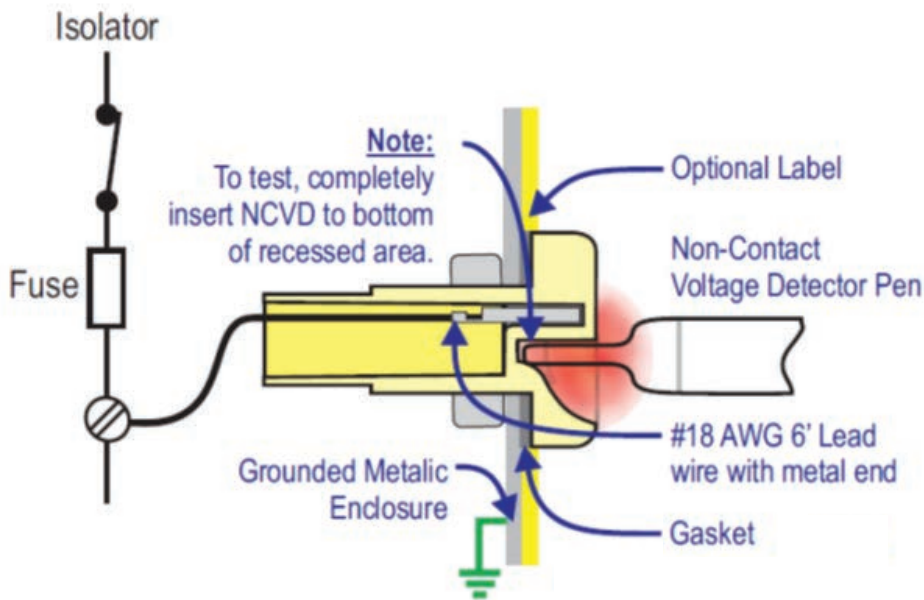 Isolator
Note:
To test, completely
insert NCVD to bottom
of recessed area.
Optional Label
Non-Contact
Voltage Detector Pen
Fuse
#18 AWG 6' Lead
wire with metal end
Grounded Metalic
Enclosure
Gasket